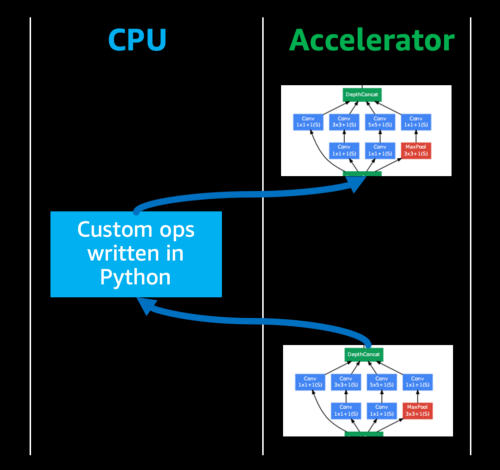 CPU
Accelerator
DepthConcat
Conv
1x1+1(S)
Conv
3x3+1(S)
Conv
5x5+1(S)
Conv
1x1+1(S)
Conv
1x1+1(S)
Conv
1x1+1(S)
MaxPool
3x3+1(S)
Custom ops
written in
Python
DepthConcat
Conv
1x1+1(S)
Conv
3x3+1(S)
Conv
5x5+1(S)
Conv
1x1+1(S)
Conv
1x1+1(S)
Conv
1x1+1(S)
MaxPool
3x3+1(S)